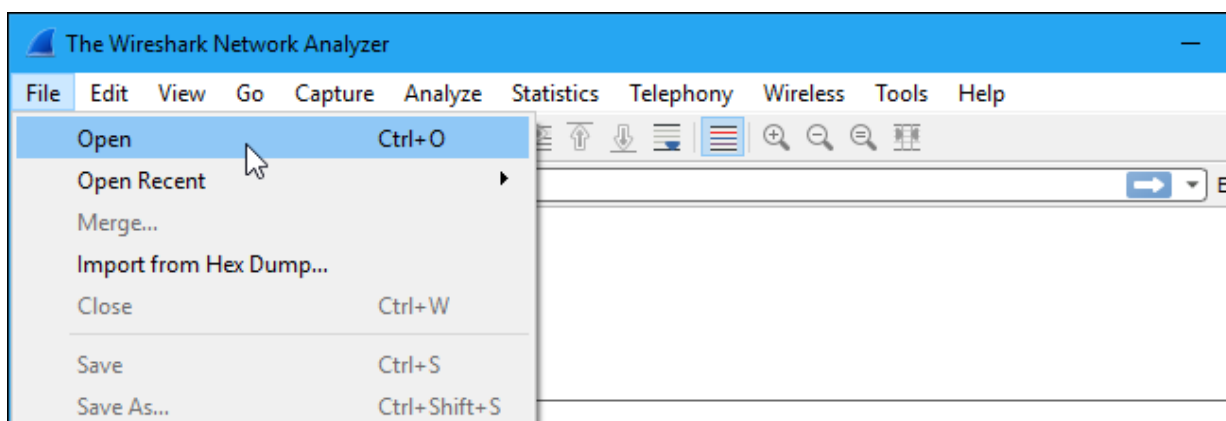 The Wireshark Network Analyzer
File Edit View Go Capture Analyze Statistics Telephony Wireless Tools Help
Open Ctrl+O
Open Recent
Merge...
Import from Hex Dump...
Close Ctrl+W
Save Ctrl+S
Save As... Ctrl+Shift+S